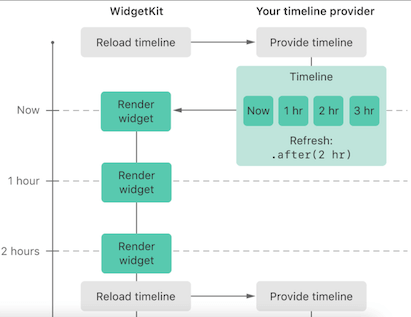 WidgetKit
Your timeline provider
Reload timeline
Provide timeline
Timeline
Now
Render
widget
Now
1 hr
2 hr
3 hr
Refresh:
.after(2 hr)
1 hour
Render
widget
2 hours
Render
widget
Reload timeline
Provide timeline